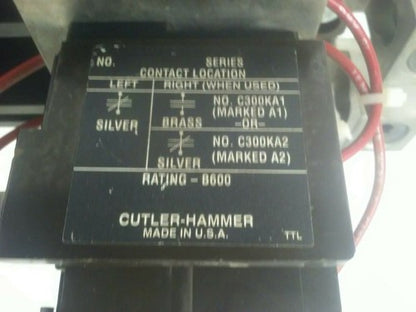 NO. SERIES
CONTACT LOCATION
LEFT RIGHT (WHEN USED)
NO. C300KA1
(MARKED A1)
SILVER BRASS -OR-
NO. C300KA2
(MARKED A2)
SILVER
RATING - B600
CUTLER-HAMMER
MADE IN U.S.A. TTL